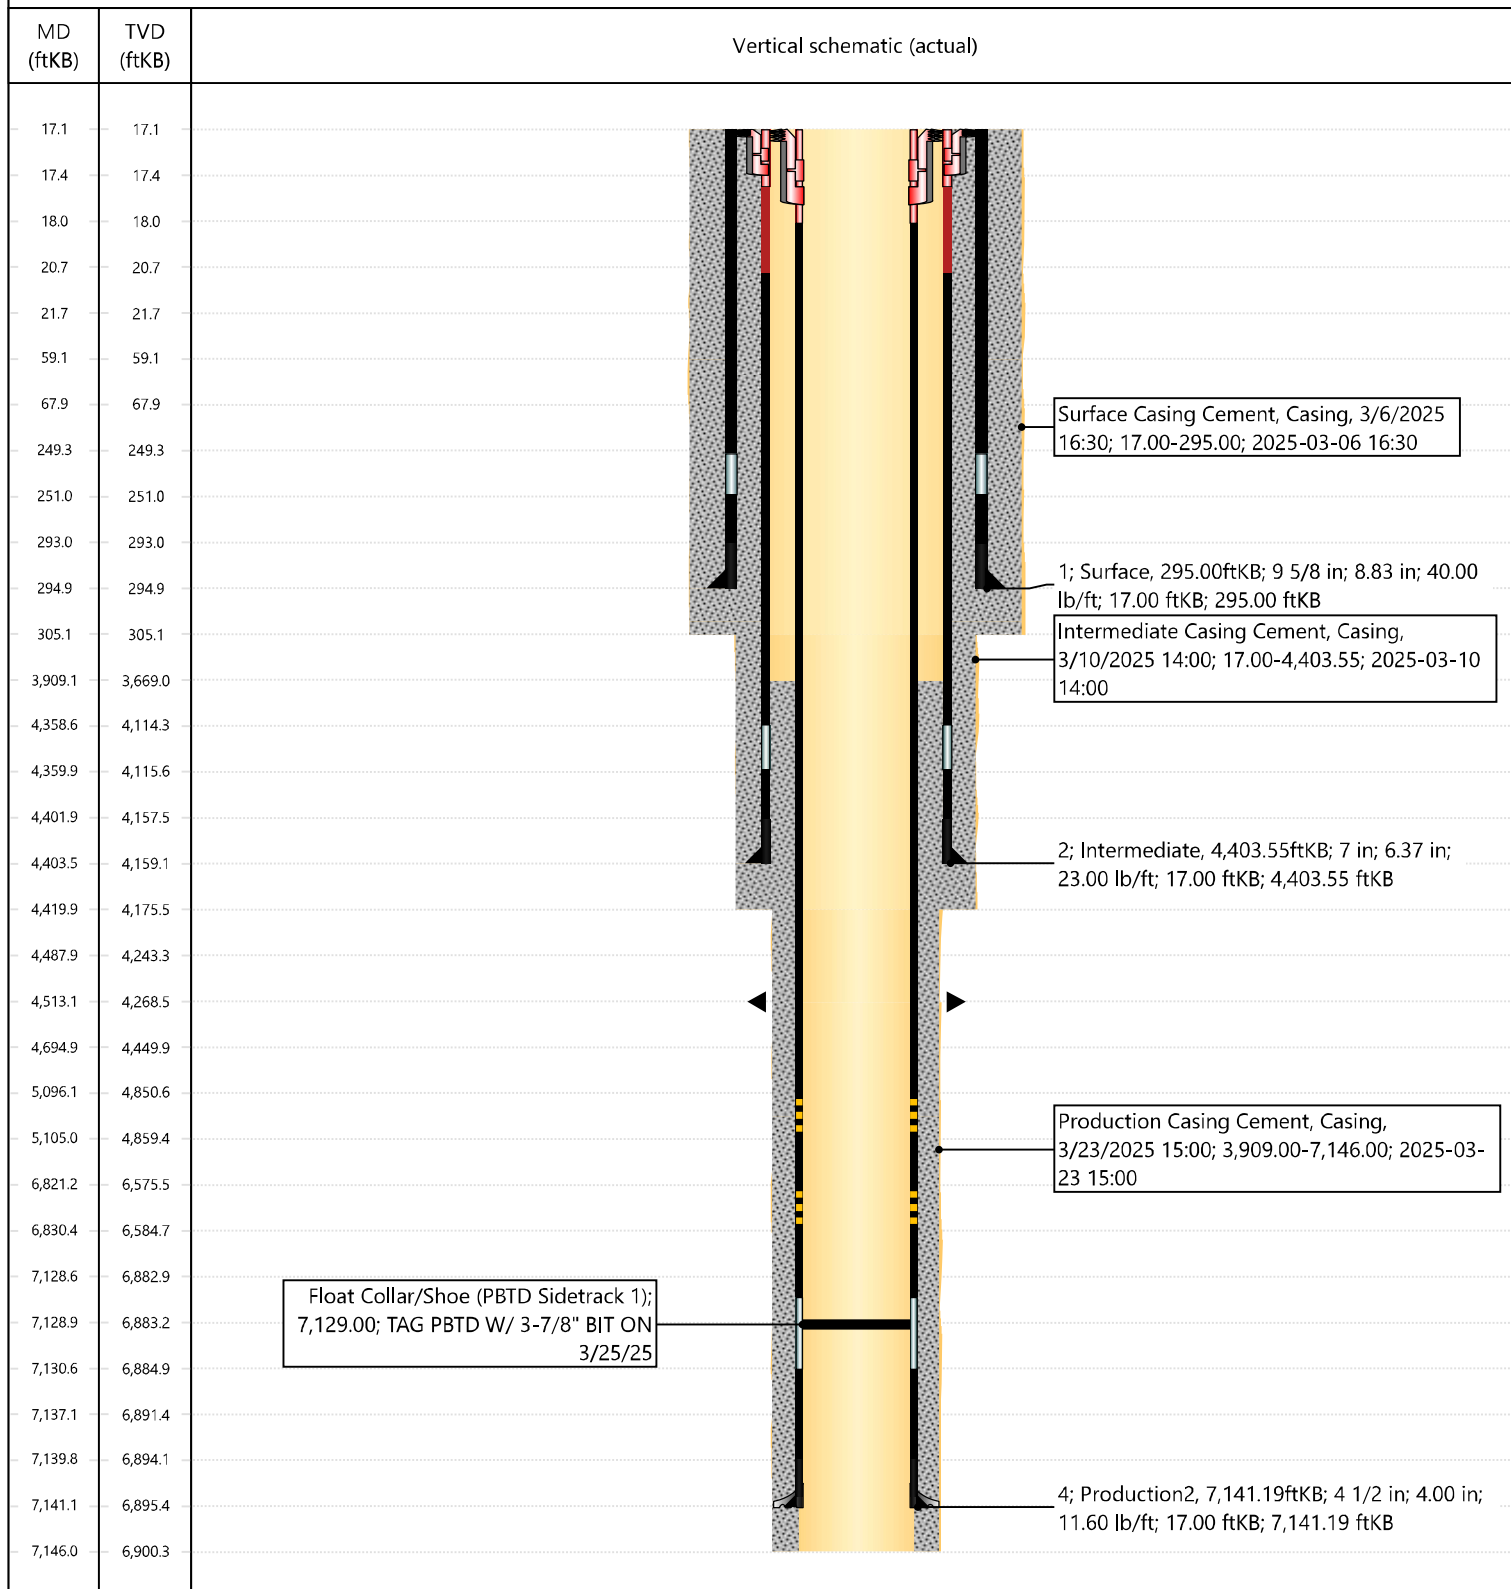 MD
(ftKB)
TVD
(ftKB)
Vertical schematic (actual)
17.1 17.1
17.4 17.4
18.0 18.0
20.7 20.7
21.7 21.7
59.1 59.1
67.9 67.9
249.3 249.3
251.0 251.0
293.0 293.0
294.9 294.9
305.1 305.1
3,909.1 3,669.0
4,358.6 4,114.3
4,359.9 4,115.6
4,401.9 4,157.5
4,403.5 4,159.1
4,419.9 4,175.5
4,487.9 4,243.3
4,513.1 4,268.5
4,694.9 4,449.9
5,096.1 4,850.6
5,105.0 4,859.4
6,821.2 6,575.5
6,830.4 6,584.7
7,128.6 6,882.9
7,128.9 6,883.2
7,130.6 6,884.9
7,137.1 6,891.4
7,139.8 6,894.1
7,141.1 6,895.4
7,146.0 6,900.3
Surface Casing Cement, Casing, 3/6/2025
16:30; 17.00-295.00; 2025-03-06 16:30
1; Surface, 295.00ftKB; 9 5/8 in; 8.83 in; 40.00
lb/ft; 17.00 ftKB; 295.00 ftKB
Intermediate Casing Cement, Casing,
3/10/2025 14:00; 17.00-4,403.55; 2025-03-10
14:00
2; Intermediate, 4,403.55ftKB; 7 in; 6.37 in;
23.00 lb/ft; 17.00 ftKB; 4,403.55 ftKB
Production Casing Cement, Casing,
3/23/2025 15:00; 3,909.00-7,146.00; 2025-03-
23 15:00
Float Collar/Shoe (PBTD Sidetrack 1);
7,129.00; TAG PBTD W/ 3-7/8" BIT ON
3/25/25
4; Production2, 7,141.19ftKB; 4 1/2 in; 4.00 in;
11.60 lb/ft; 17.00 ftKB; 7,141.19 ftKB